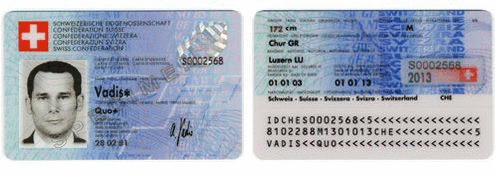 SCHWEIZERISCHE EIDGENOSSENSCHAFT
CONFEDERATION SUISSE
CONFEDERAZIONE SVIZZERA
CONFEDERAZIUN SVIZRA
SWISS CONFEDERATION
S0002568
Vadis*
Quo*
28 02 81
172 cm
M
Chur GR
Luzern LU
S0002568
2013
01 01 03
01 01 13
Schweiz - Suisse - Svizzera - Svizra - Switzerland
CHE
IDCHES0002568<5<<<<<<<<<<<<<<<
8102288M1301013CHE<<<<<<<<<<<5
VADIS<<QUO<<<<<<<<<<<<<<<<<<<<